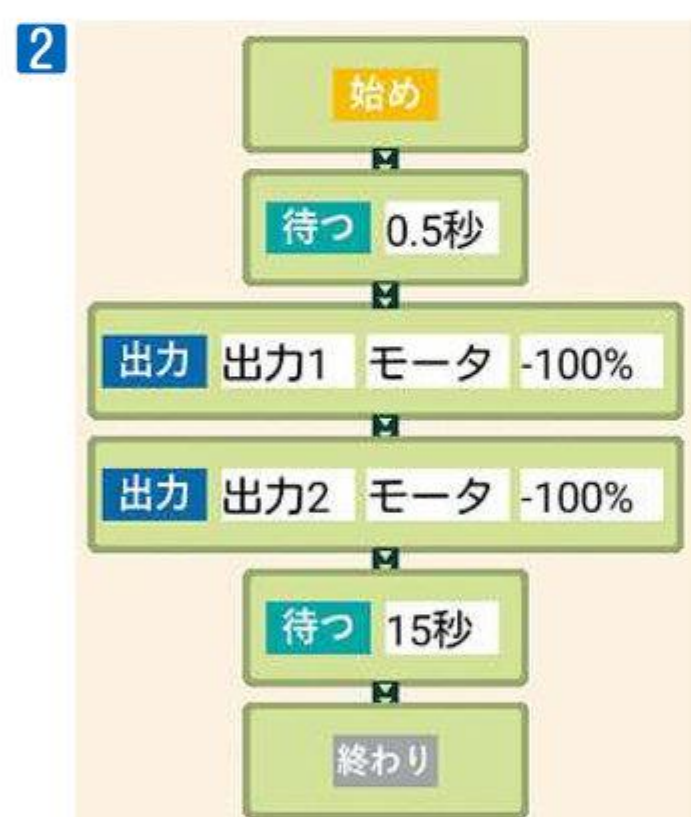 2
始め
待つ 0.5秒
出力 出力1 モータ -100%
出力 出力2 モータ -100%
待つ 15秒
終わり